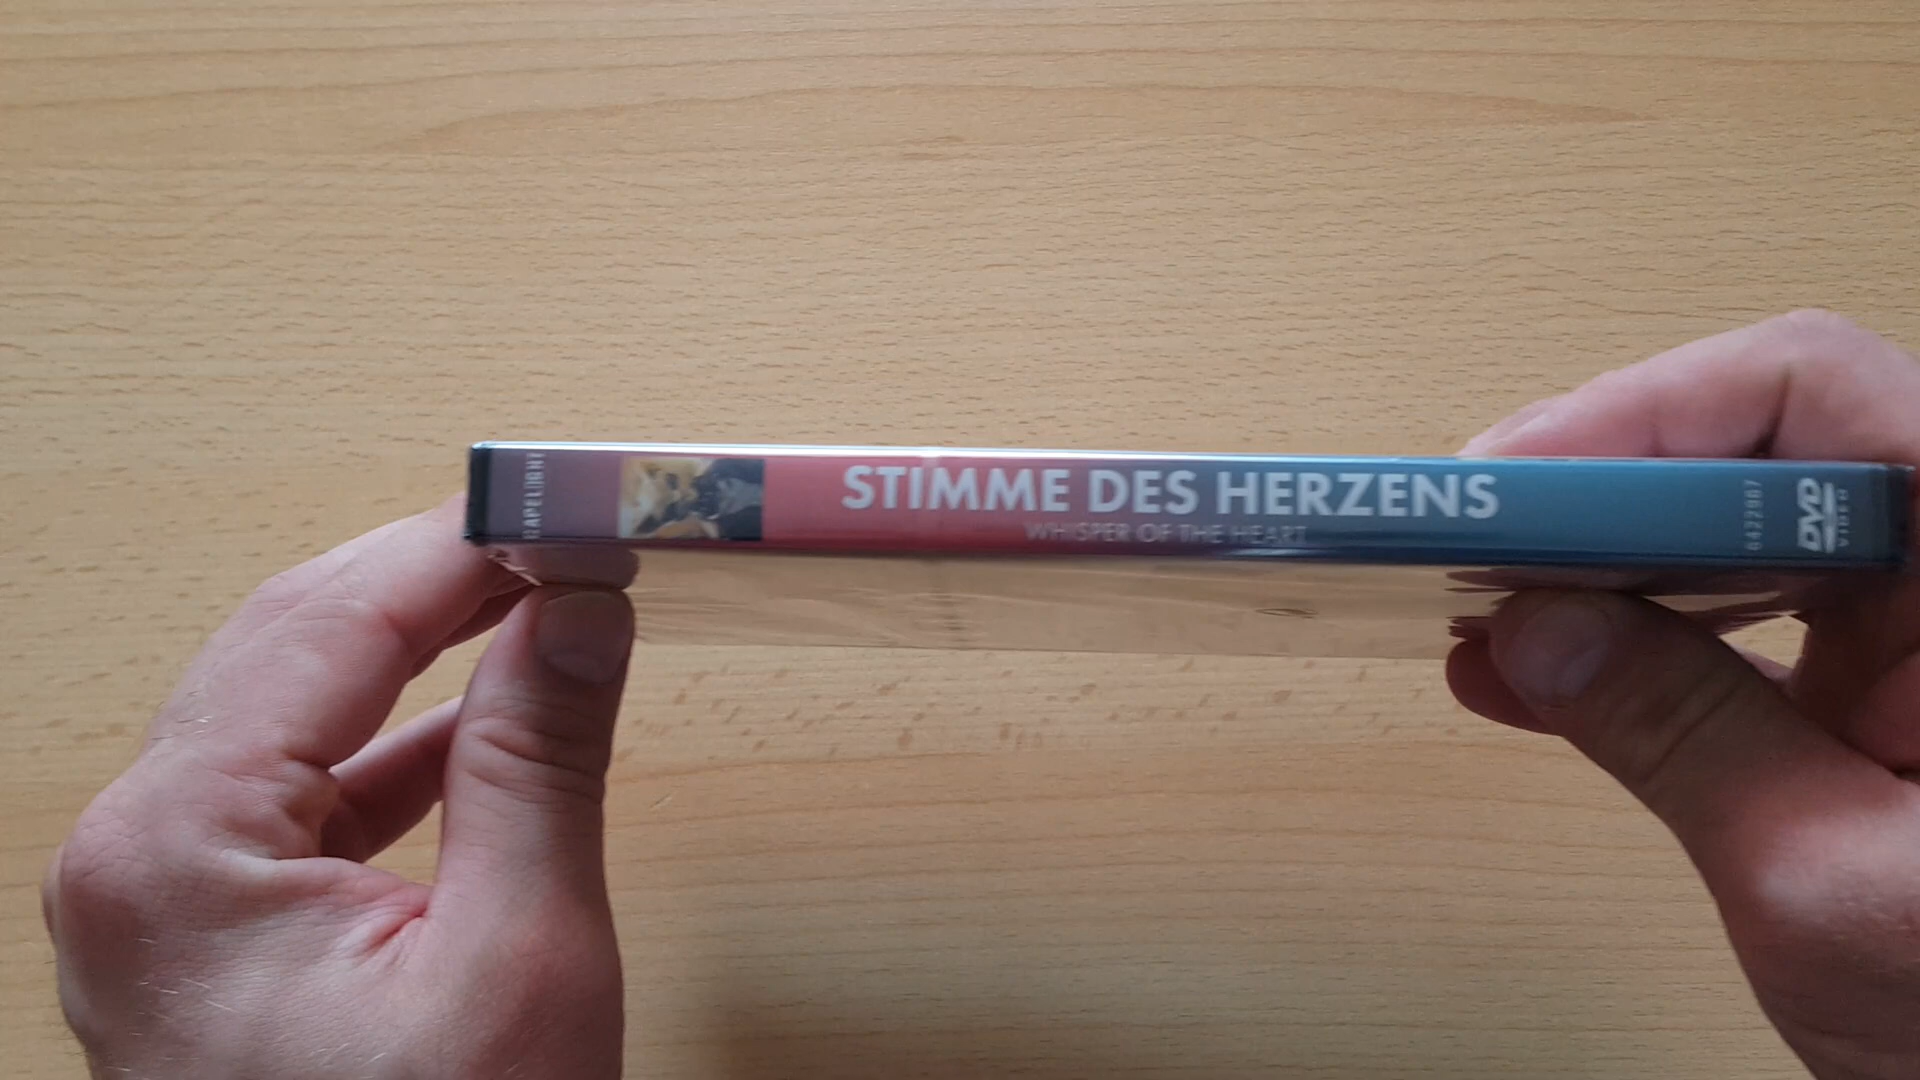 STIMME DES HERZENS
WHISPER OF THE HEART
DVD
VIDEO